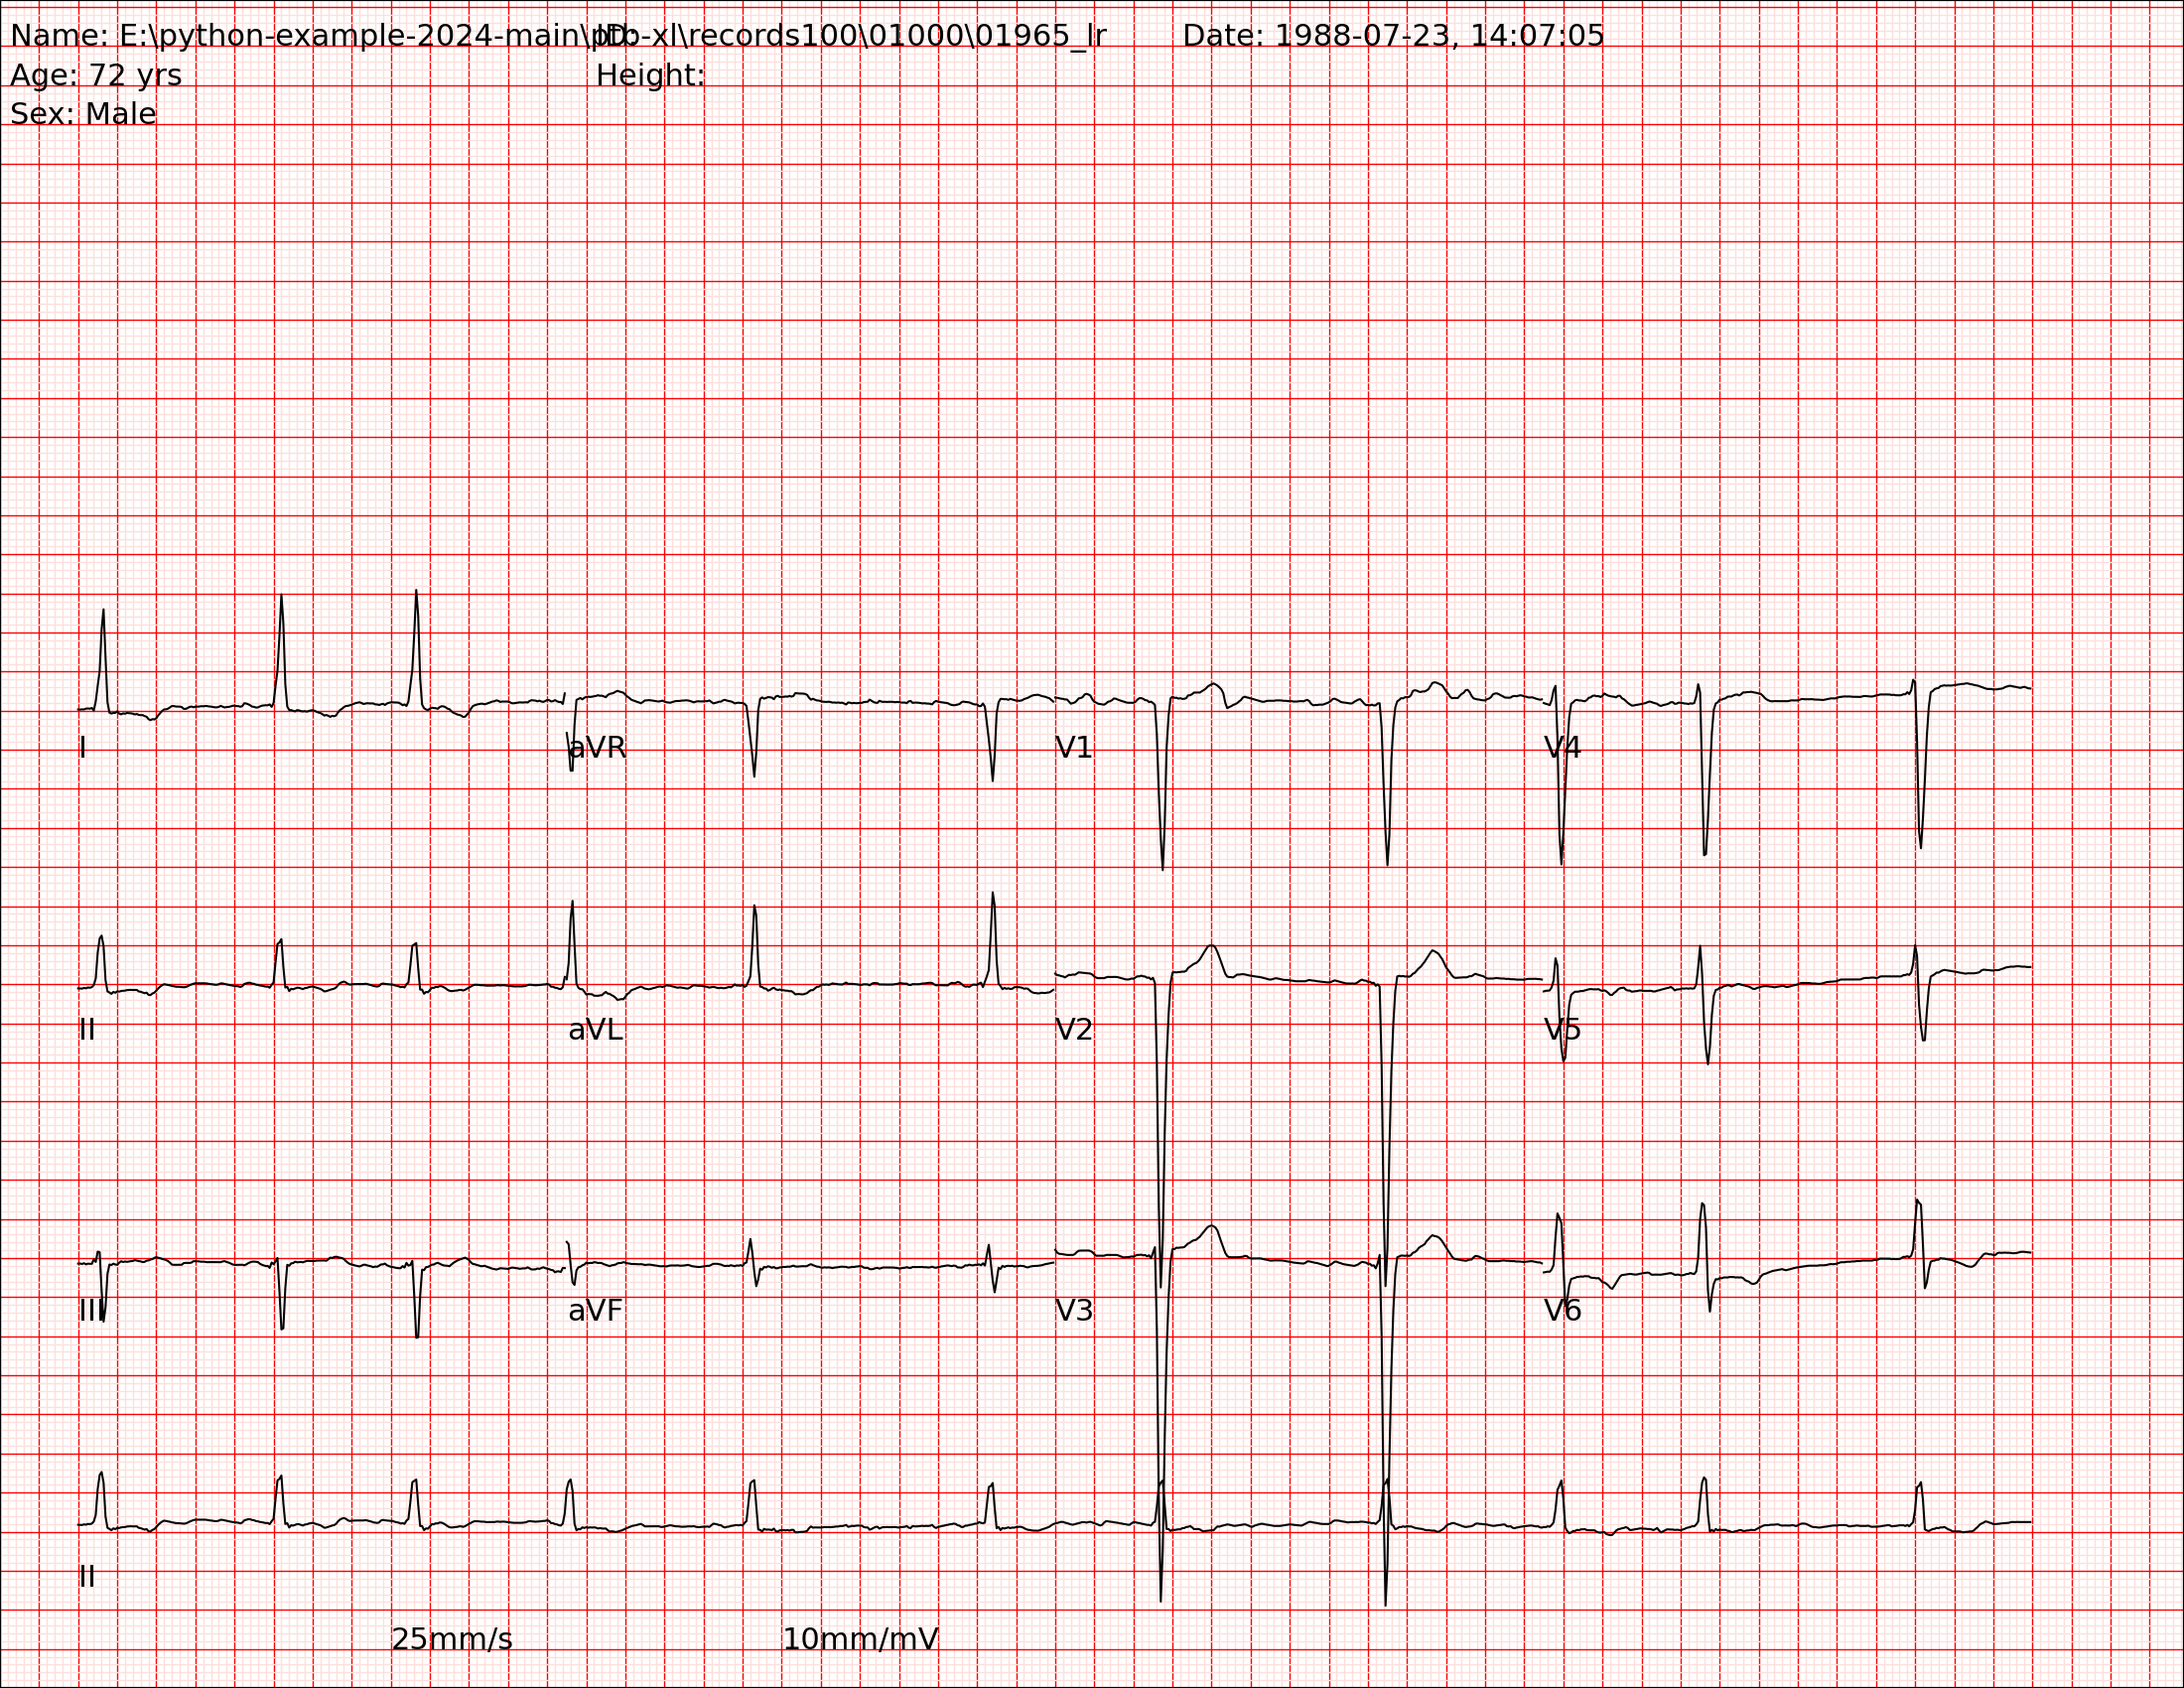 Name: E:\python-example-2024-main\ptb-xl\records100\01000\01965_lr ID: Date: 1988-07-23, 14:07:05
Age: 72 yrs Height:
Sex: Male
I aVR V1 V4
II aVL V2 V5
III aVF V3 V6
II
25mm/s 10mm/mV